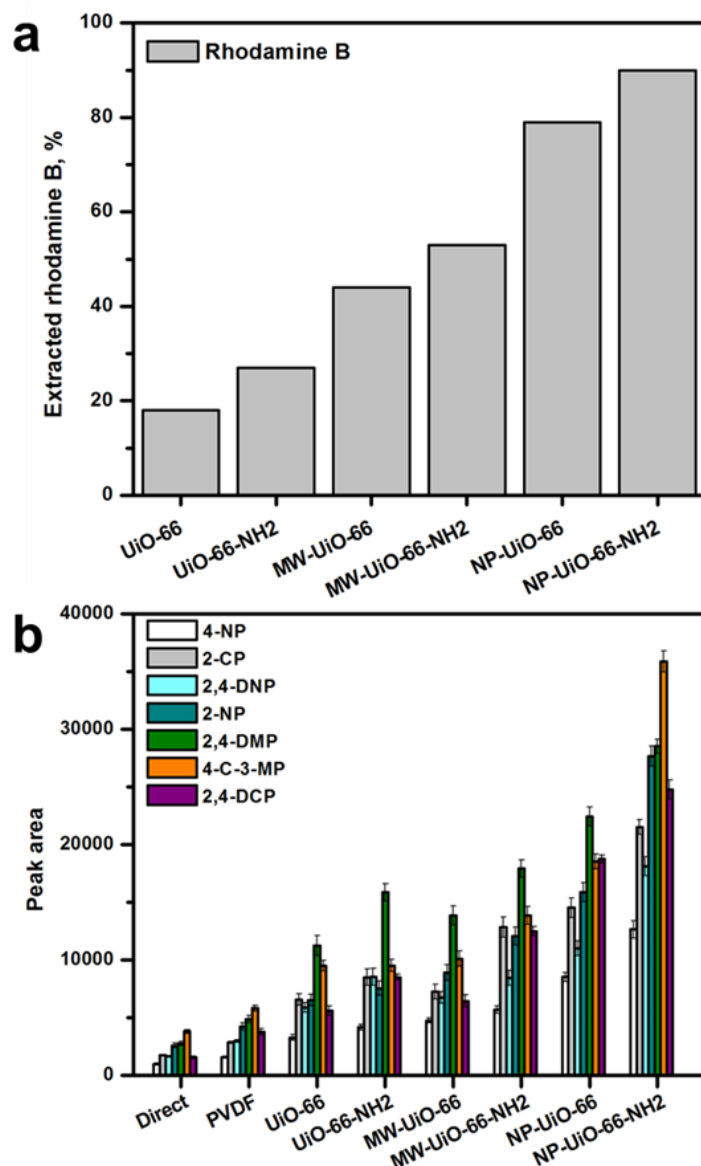 a
100
80
60
40
20
0
Extracted rhodamine B, %
Rhodamine B
UiO-66
UiO-66-NH2
MW-UiO-66
MW-UiO-66-NH2
NP-UiO-66
NP-UiO-66-NH2
b
40000
30000
20000
10000
0
Peak area
4-NP
2-CP
2,4-DNP
2-NP
2,4-DMP
4-C-3-MP
2,4-DCP
Direct
PVDF
UiO-66
UiO-66-NH2
MW-UiO-66
MW-UiO-66-NH2
NP-UiO-66
NP-UiO-66-NH2